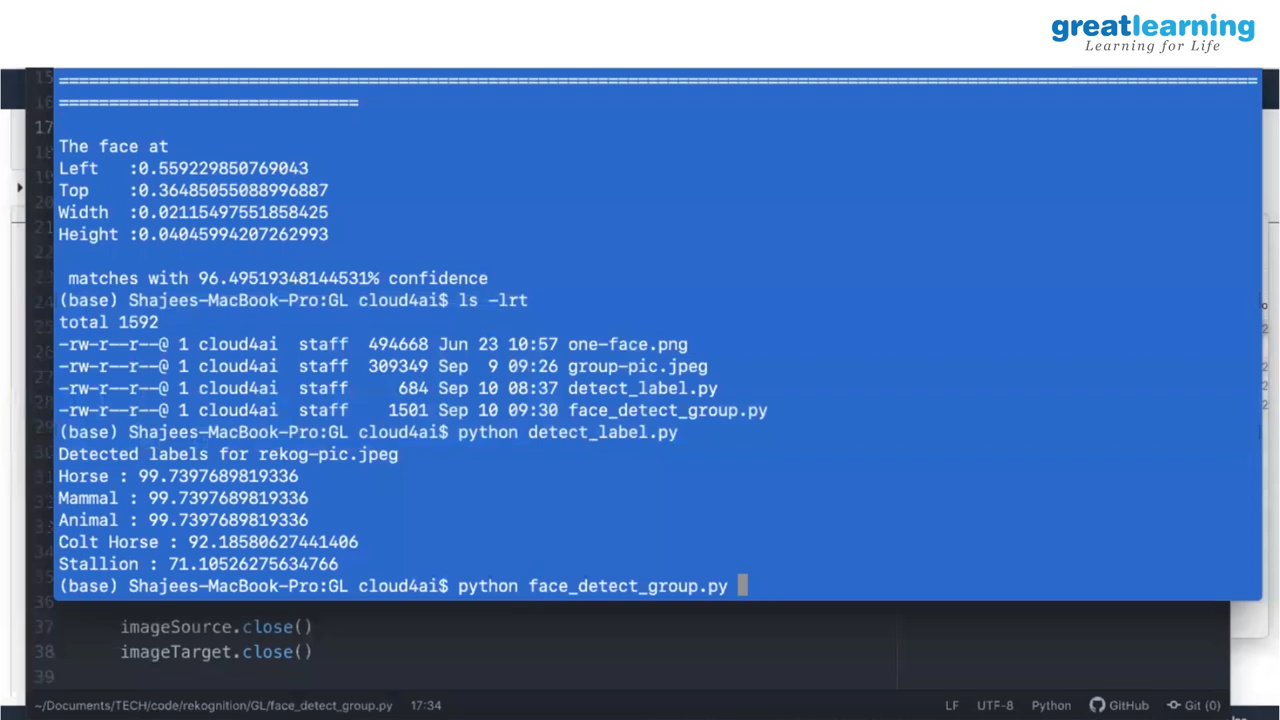 greatlearning
Learning for Life
15 ========================================================================================================================
16 ==============================
17
The face at
Left   :0.559229850769043
Top    :0.36485055088996887
Width  :0.02115497551858425
Height :0.04045994207262993
 matches with 96.49519348144531% confidence
(base) Shajees-MacBook-Pro:GL cloud4ai$ ls -lrt
total 1592
-rw-r--r--@ 1 cloud4ai  staff  494668 Jun 23 10:57 one-face.png
-rw-r--r--@ 1 cloud4ai  staff  309349 Sep  9 09:26 group-pic.jpeg
-rw-r--r--@ 1 cloud4ai  staff     684 Sep 10 08:37 detect_label.py
-rw-r--r--@ 1 cloud4ai  staff    1501 Sep 10 09:30 face_detect_group.py
(base) Shajees-MacBook-Pro:GL cloud4ai$ python detect_label.py
Detected labels for rekog-pic.jpeg
Horse : 99.7397689819336
Mammal : 99.7397689819336
Animal : 99.7397689819336
Colt Horse : 92.18580627441406
Stallion : 71.10526275634766
(base) Shajees-MacBook-Pro:GL cloud4ai$ python face_detect_group.py
36
37 imageSource.close()
38 imageTarget.close()
39
~/Documents/TECH/code/rekognition/GL/face_detect_group.py 17:34 LF UTF-8 Python GitHub Git (0)